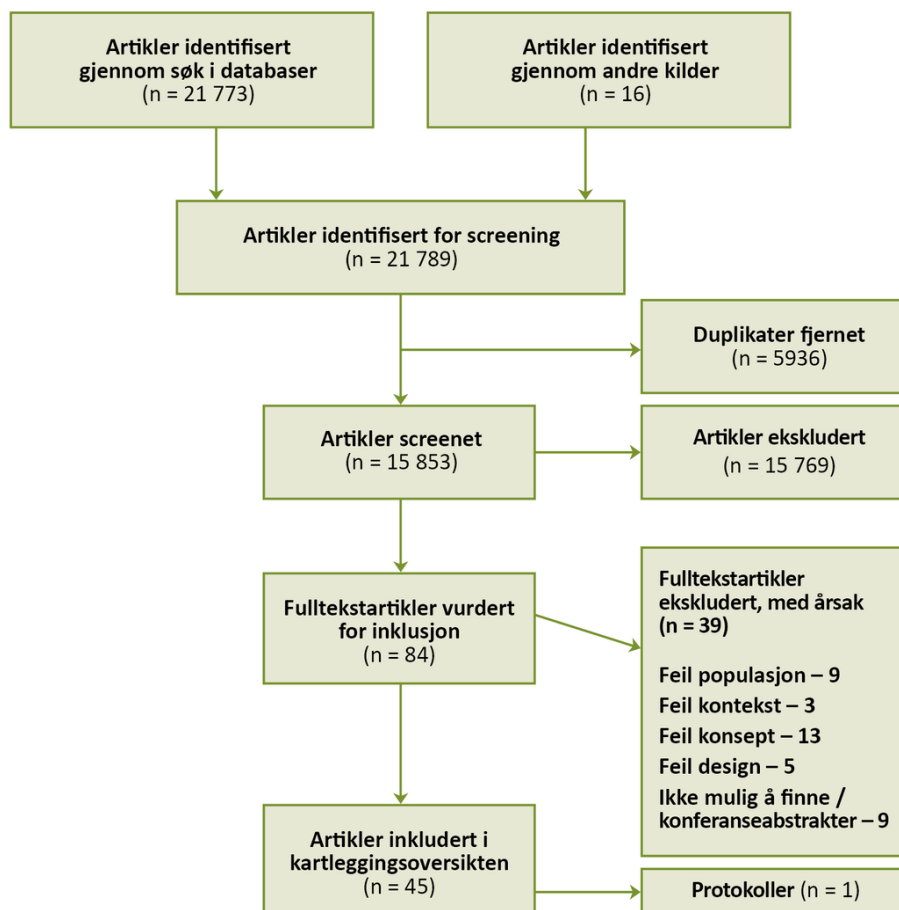 Artikler identifisert
gjennom søk i databaser
(n = 21 773)
Artikler identifisert
gjennom andre kilder
(n = 16)
Artikler identifisert for screening
(n = 21 789)
Duplikater fjernet
(n = 5936)
Artikler screenet
(n = 15 853)
Artikler ekskludert
(n = 15 769)
Fulltekstartikler vurdert
for inklusjon
(n = 84)
Fulltekstartikler
ekskludert, med årsak
(n = 39)
Feil populasjon – 9
Feil kontekst – 3
Feil konsept – 13
Feil design – 5
Ikke mulig å finne /
konferanseabstrakter – 9
Artikler inkludert i
kartleggingsoversikten
(n = 45)
Protokoller (n = 1)